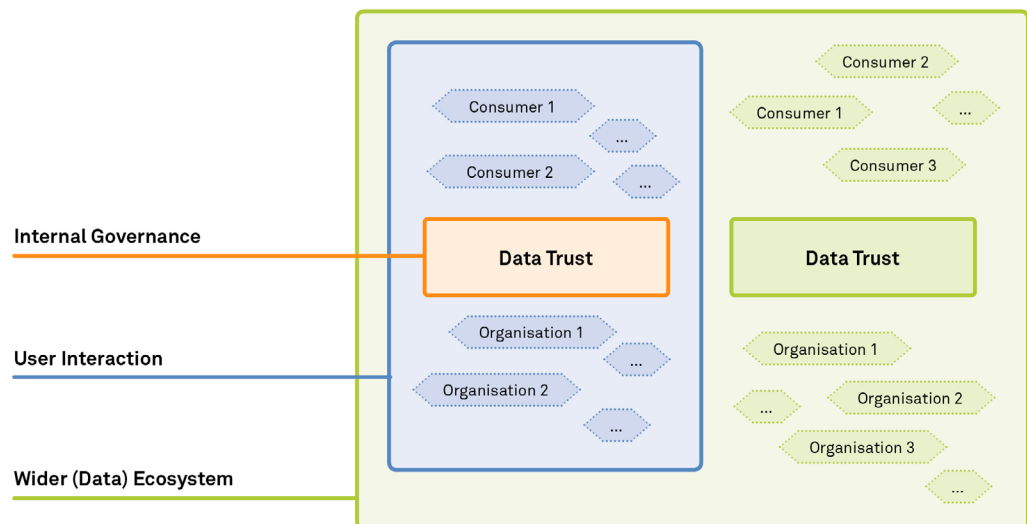 Internal Governance
User Interaction
Wider (Data) Ecosystem
Consumer 1
...
Consumer 2
...
Data Trust
Organisation 1
...
Organisation 2
...
Consumer 2
Consumer 1
...
Consumer 3
Data Trust
Organisation 1
Organisation 2
...
Organisation 3
...